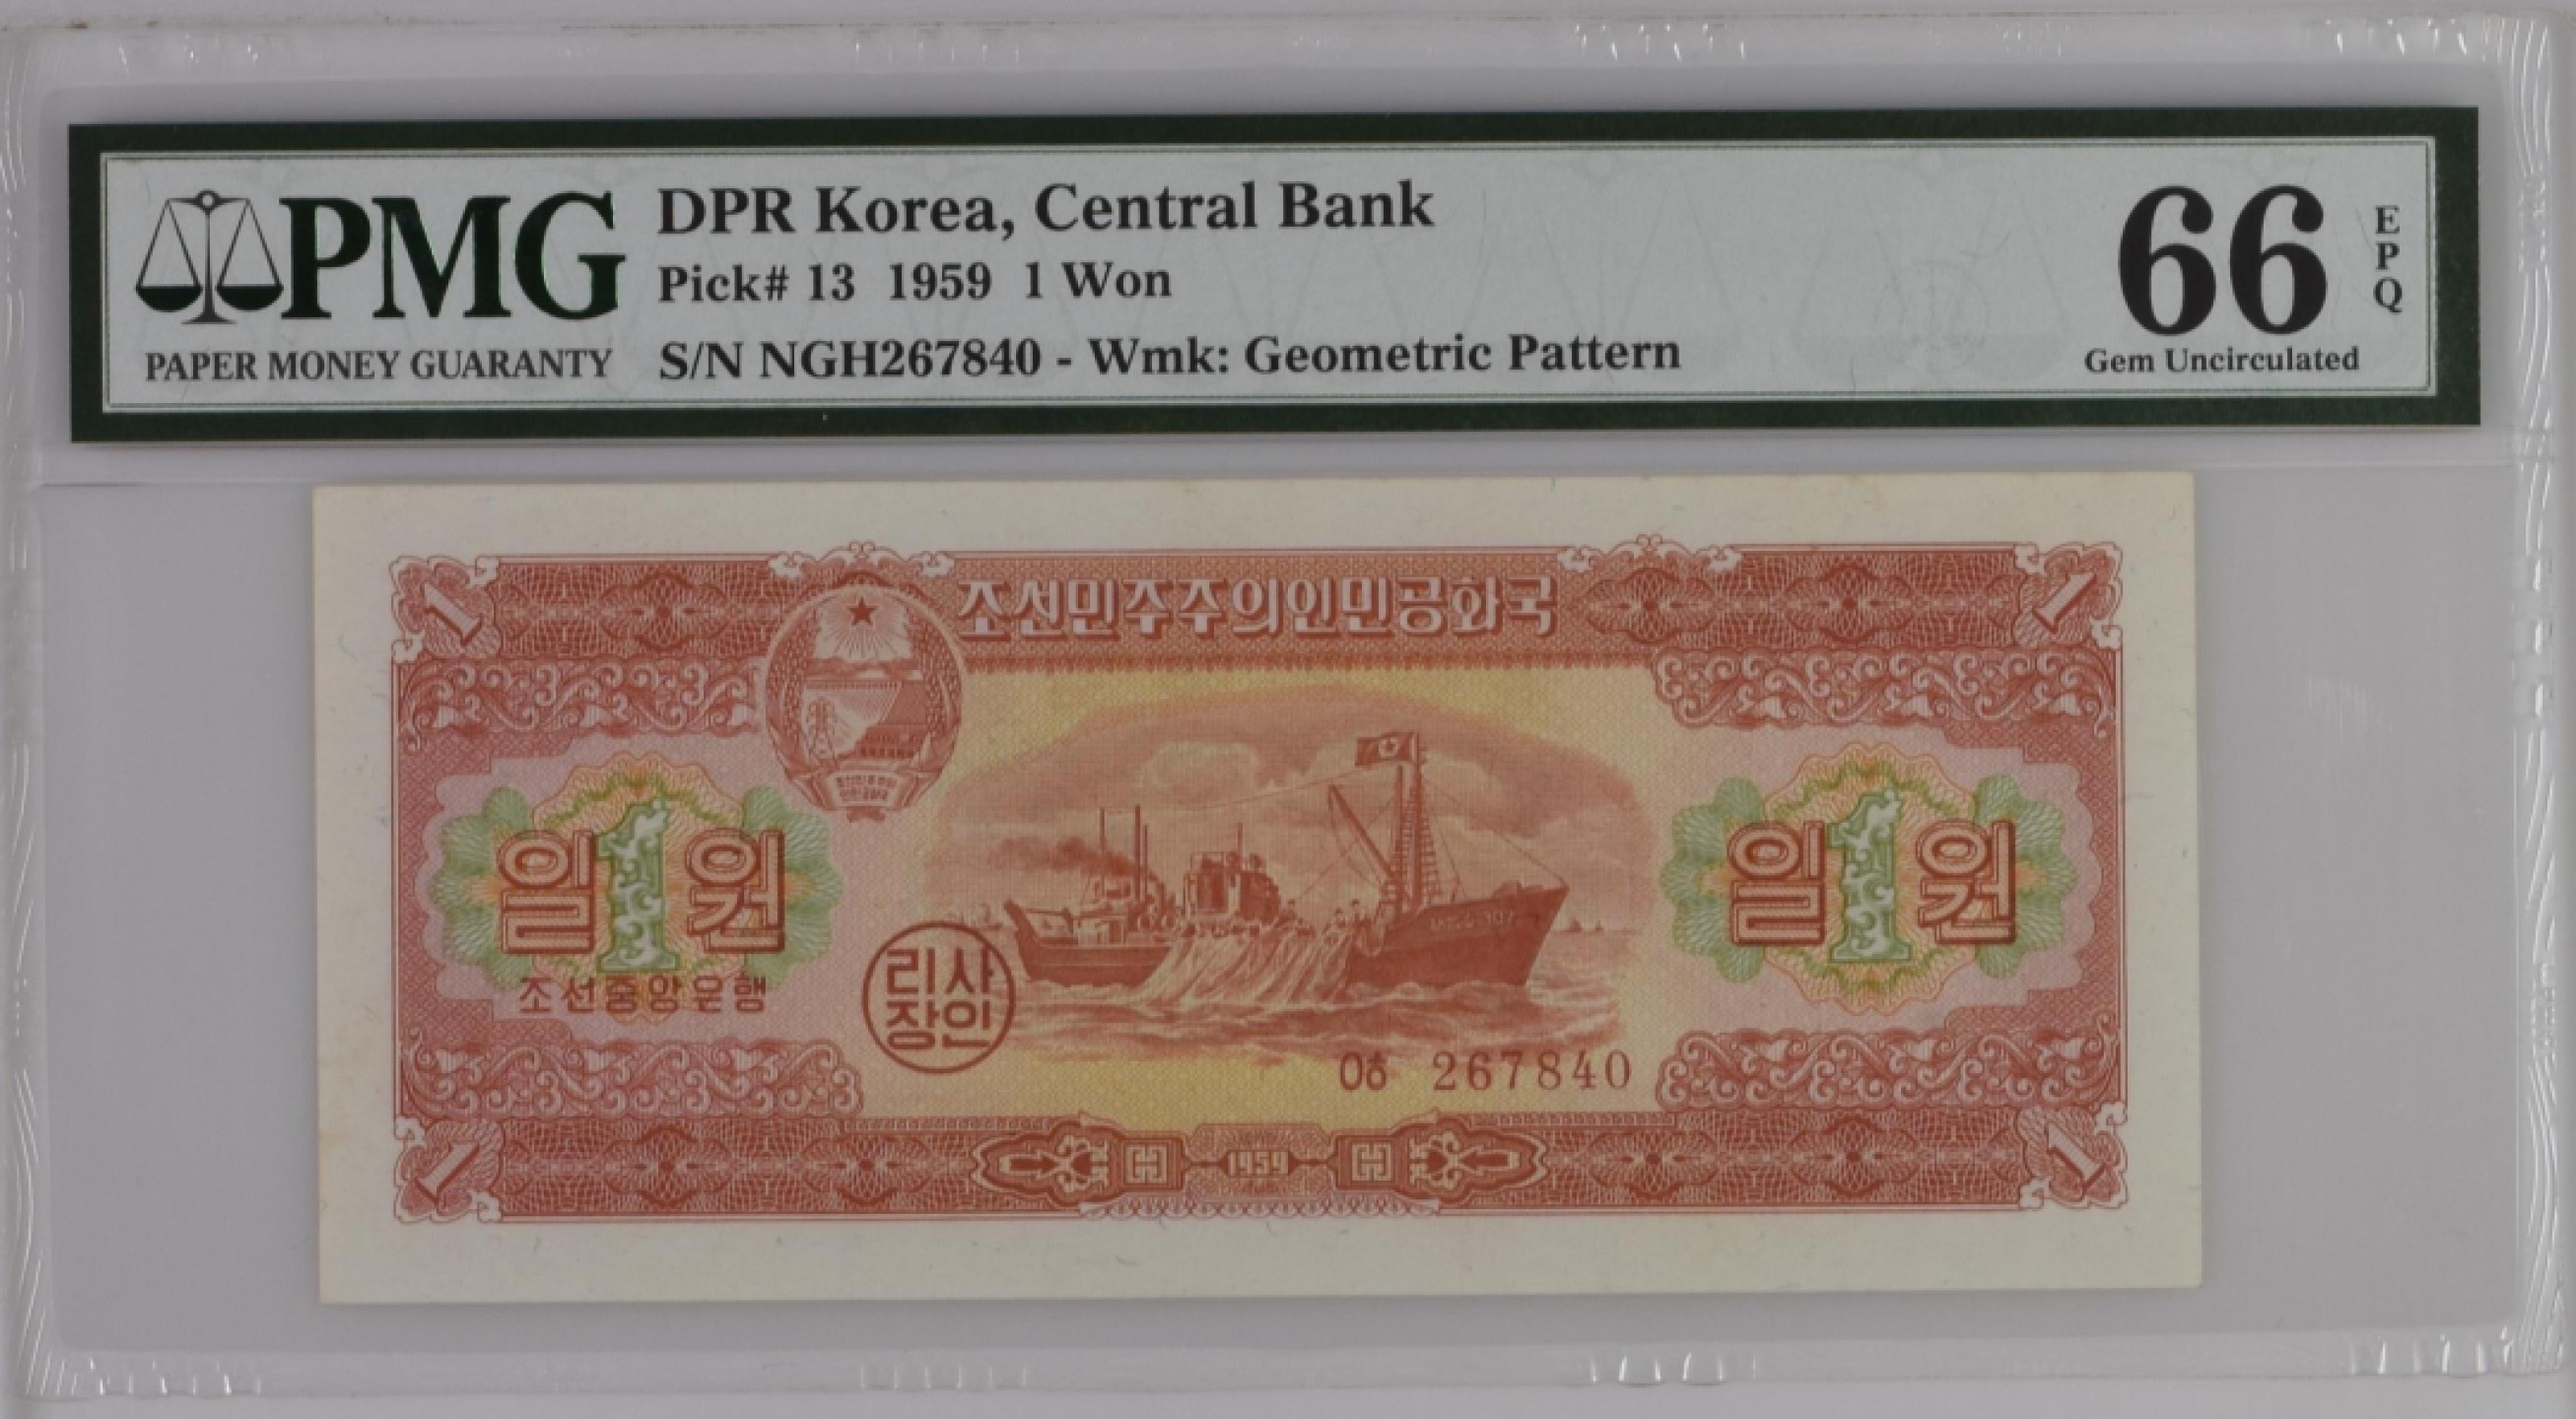 PMG
PAPER MONEY GUARANTY
DPR Korea, Central Bank
Pick# 13 1959 1 Won
S/N NGH267840 - Wmk: Geometric Pattern
66
EPQ
Gem Uncirculated
1
조선민주주의인민공화국
1
일 1 원
조선중앙은행
리사
장인
일 1 원
267840
1
1959
1